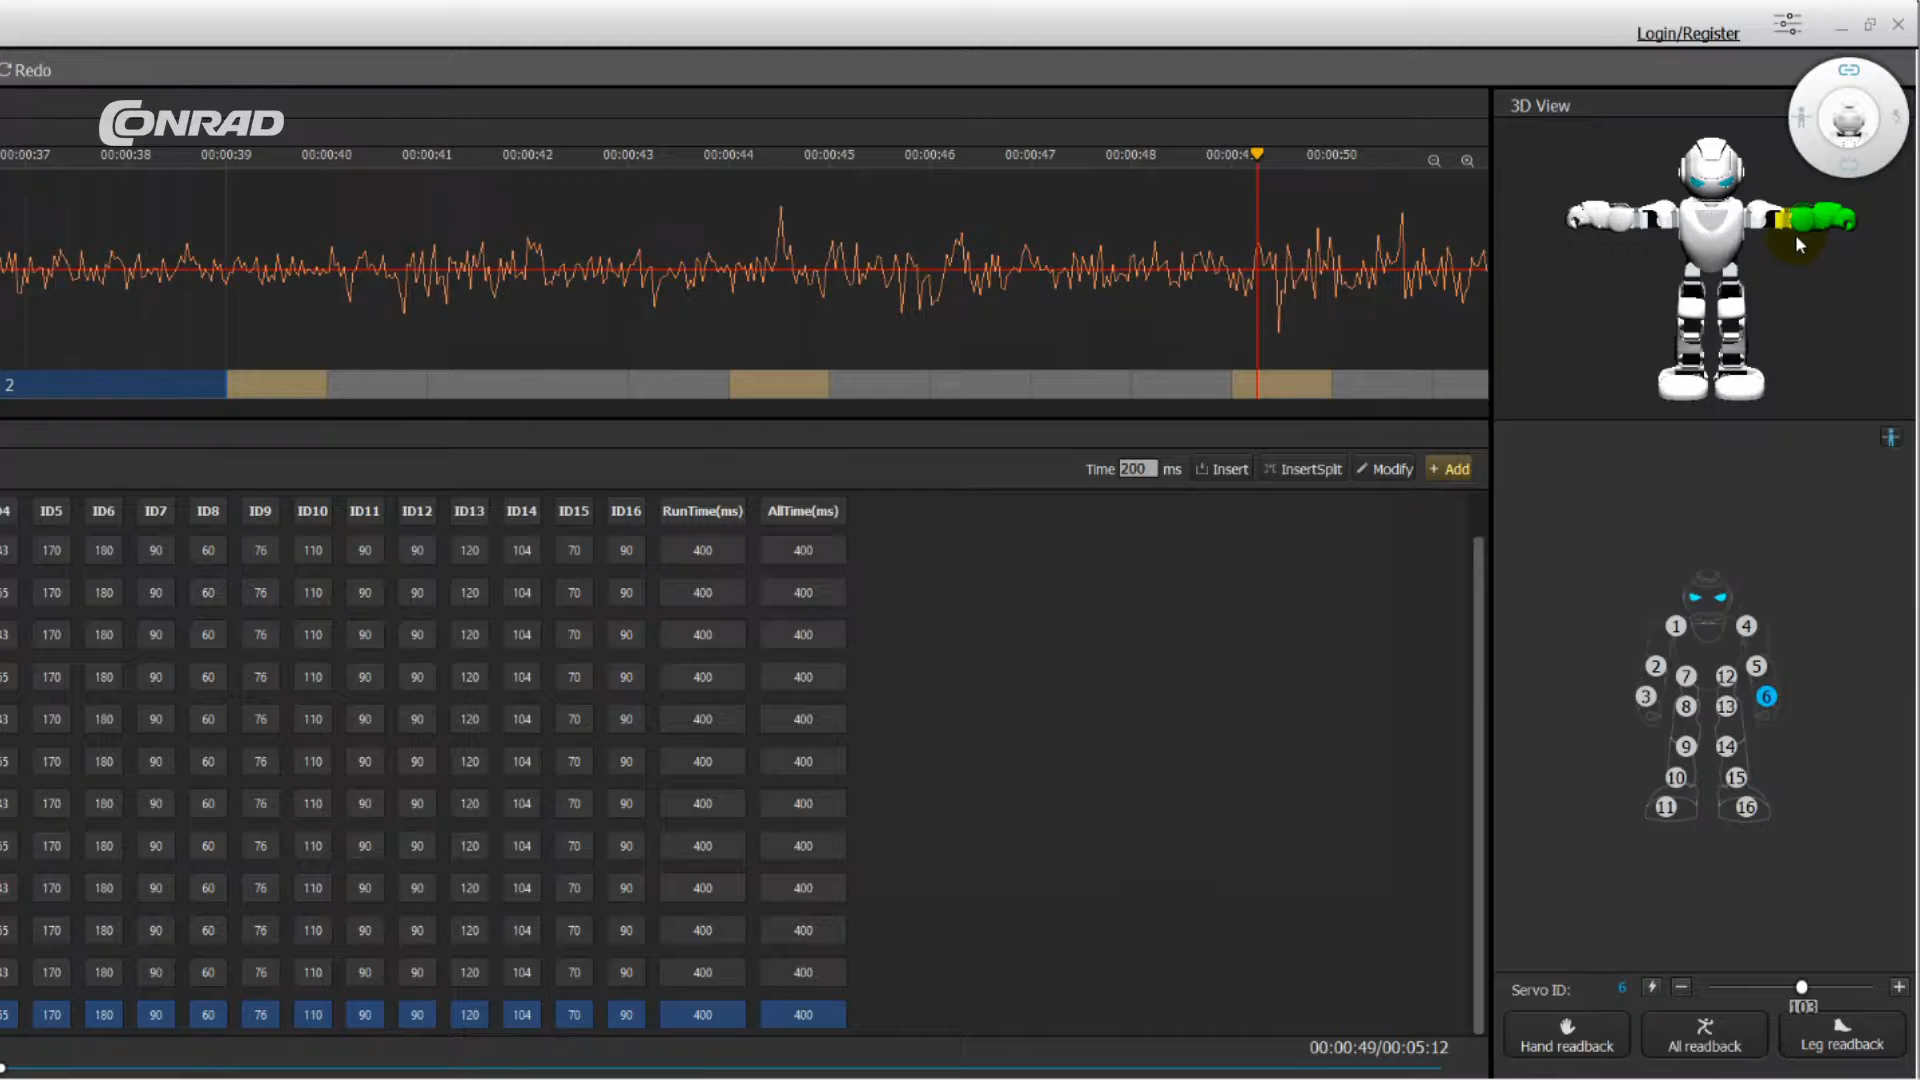 Login/Register
Redo
CONRAD
3D View
00:00:37 00:00:38 00:00:39 00:00:40 00:00:41 00:00:42 00:00:43 00:00:44 00:00:45 00:00:46 00:00:47 00:00:48 00:00:50
2
Time 200 ms Insert InsertSplt Modify + Add
ID5 ID6 ID7 ID8 ID9 ID10 ID11 ID12 ID13 ID14 ID15 ID16 RunTime(ms) AllTime(ms)
170 180 90 60 76 110 90 90 120 104 70 90 400 400
170 180 90 60 76 110 90 90 120 104 70 90 400 400
170 180 90 60 76 110 90 90 120 104 70 90 400 400
170 180 90 60 76 110 90 90 120 104 70 90 400 400
170 180 90 60 76 110 90 90 120 104 70 90 400 400
170 180 90 60 76 110 90 90 120 104 70 90 400 400
170 180 90 60 76 110 90 90 120 104 70 90 400 400
170 180 90 60 76 110 90 90 120 104 70 90 400 400
170 180 90 60 76 110 90 90 120 104 70 90 400 400
170 180 90 60 76 110 90 90 120 104 70 90 400 400
170 180 90 60 76 110 90 90 120 104 70 90 400 400
170 180 90 60 76 110 90 90 120 104 70 90 400 400
00:00:49/00:05:12
1 4
2 5
7 12
3 6
8 13
9 14
10 15
11 16
Servo ID: 6
103
Hand readback All readback Leg readback